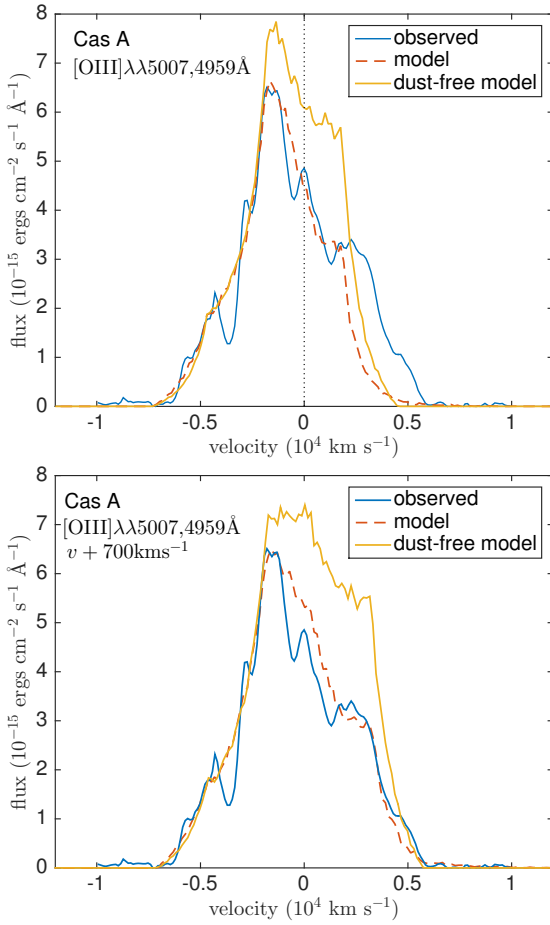 8
7
6
5
4
3
2
1
0
flux (10⁻¹⁵ ergs cm⁻² s⁻¹ Å⁻¹)
Cas A
[OIII]λλ5007,4959Å
observed
model
dust-free model
-1
-0.5
0
0.5
1
velocity (10⁴ km s⁻¹)
8
7
6
5
4
3
2
1
0
flux (10⁻¹⁵ ergs cm⁻² s⁻¹ Å⁻¹)
Cas A
[OIII]λλ5007,4959Å
v + 700kms⁻¹
observed
model
dust-free model
-1
-0.5
0
0.5
1
velocity (10⁴ km s⁻¹)